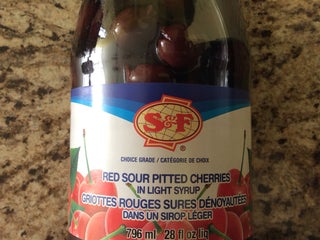 S&F
®
CHOICE GRADE / CATÉGORIE DE CHOIX
RED SOUR PITTED CHERRIES
IN LIGHT SYRUP
GRIOTTES ROUGES SURES DÉNOYAUTÉES
DANS UN SIROP LÉGER
796 ml 28 fl oz liq